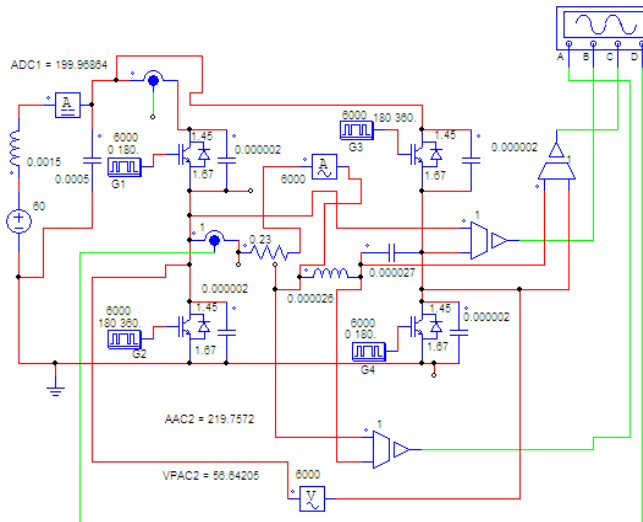 A B C D
ADC1 = 199.96864
A
6000
0 180.
G1
1.45
1.67
0.000002
6000
180 360.
G3
1.45
1.67
0.000002
0.0015
0.0005
60
A
6000
1
1
1
0.23
0.000026
0.000027
0.000002
6000
180 360.
G2
1.45
1.67
6000
0 180.
G4
1.45
1.67
0.000002
AAC2 = 219.7572
1
VPAC2 = 56.64205
6000
V